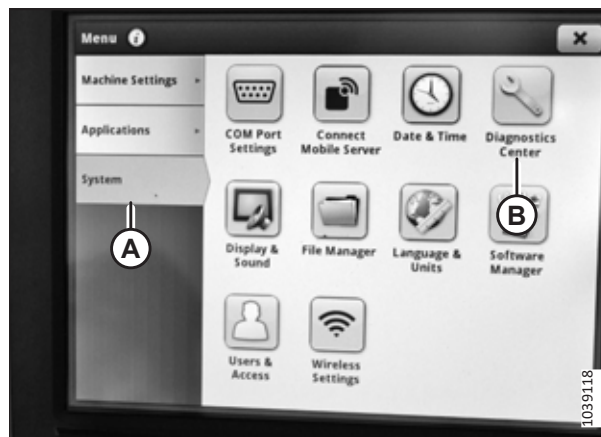 Menu i
×
Machine Settings
Applications
System
A
COM Port
Settings
Connect
Mobile Server
Date & Time
Diagnostics
Center
B
Display &
Sound
File Manager
Language &
Units
Software
Manager
Users &
Access
Wireless
Settings
1039118